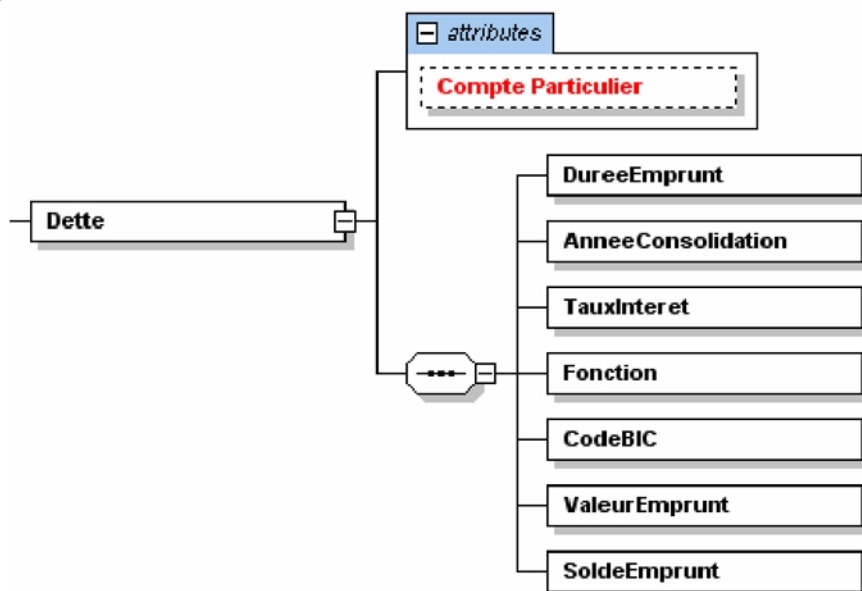 attributes
Compte Particulier
Dette
DureeEmprunt
AnneeConsolidation
TauxInteret
Fonction
CodeBIC
ValeurEmprunt
SoldeEmprunt